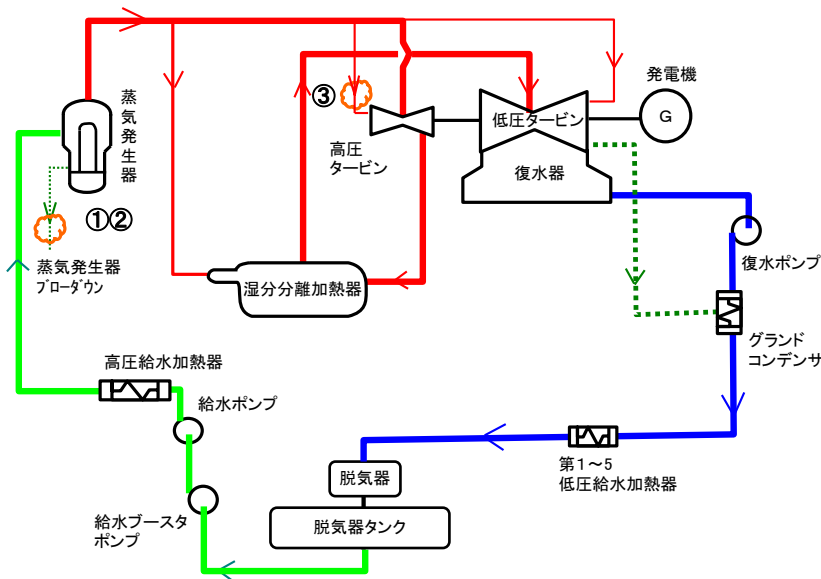 発電機
G
蒸気発生器
③
低圧タービン
高圧
タービン
復水器
①②
蒸気発生器
ブローダウン
湿分分離加熱器
復水ポンプ
グランド
コンデンサ
高圧給水加熱器
給水ポンプ
第1～5
低圧給水加熱器
脱気器
脱気器タンク
給水ブースタ
ポンプ